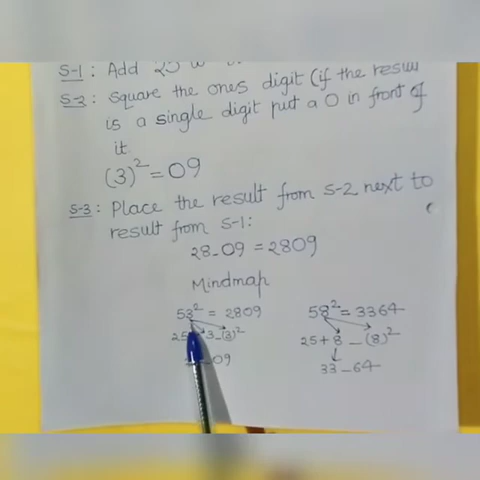 S-1 : Add 25
S-2 : Square the ones digit (if the result
is a single digit put a 0 in front of
it
(3)² = 09
S-3 : Place the result from S-2 next to
result from S-1:
28-09 = 2809
Mindmap
53² = 2809
25 3-(3)²
09
58² = 3364
25+8 - (8)²
33-64